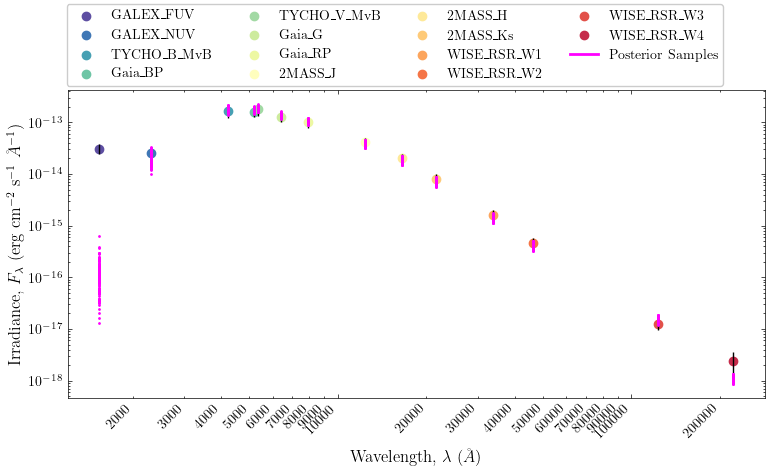 GALEX_FUV TYCHO_V_MvB 2MASS_H WISE_RSR_W3
GALEX_NUV Gaia_G 2MASS_Ks WISE_RSR_W4
TYCHO_B_MvB Gaia_RP WISE_RSR_W1 Posterior Samples
Gaia_BP 2MASS_J WISE_RSR_W2
Irradiance, F_λ (erg cm⁻² s⁻¹ Å⁻¹)
10⁻¹³
10⁻¹⁴
10⁻¹⁵
10⁻¹⁶
10⁻¹⁷
10⁻¹⁸
2000 3000 4000 5000 6000 7000 8000 9000 10000 20000 30000 40000 50000 60000 70000 80000 90000 100000 200000
Wavelength, λ (Å)